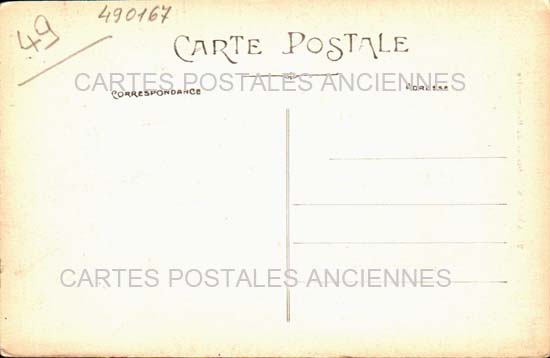 49
490167
CARTE POSTALE
CARTES POSTALES ANCIENNES
CORRESPONDANCE
ADRESSE
CARTES POSTALES ANCIENNES